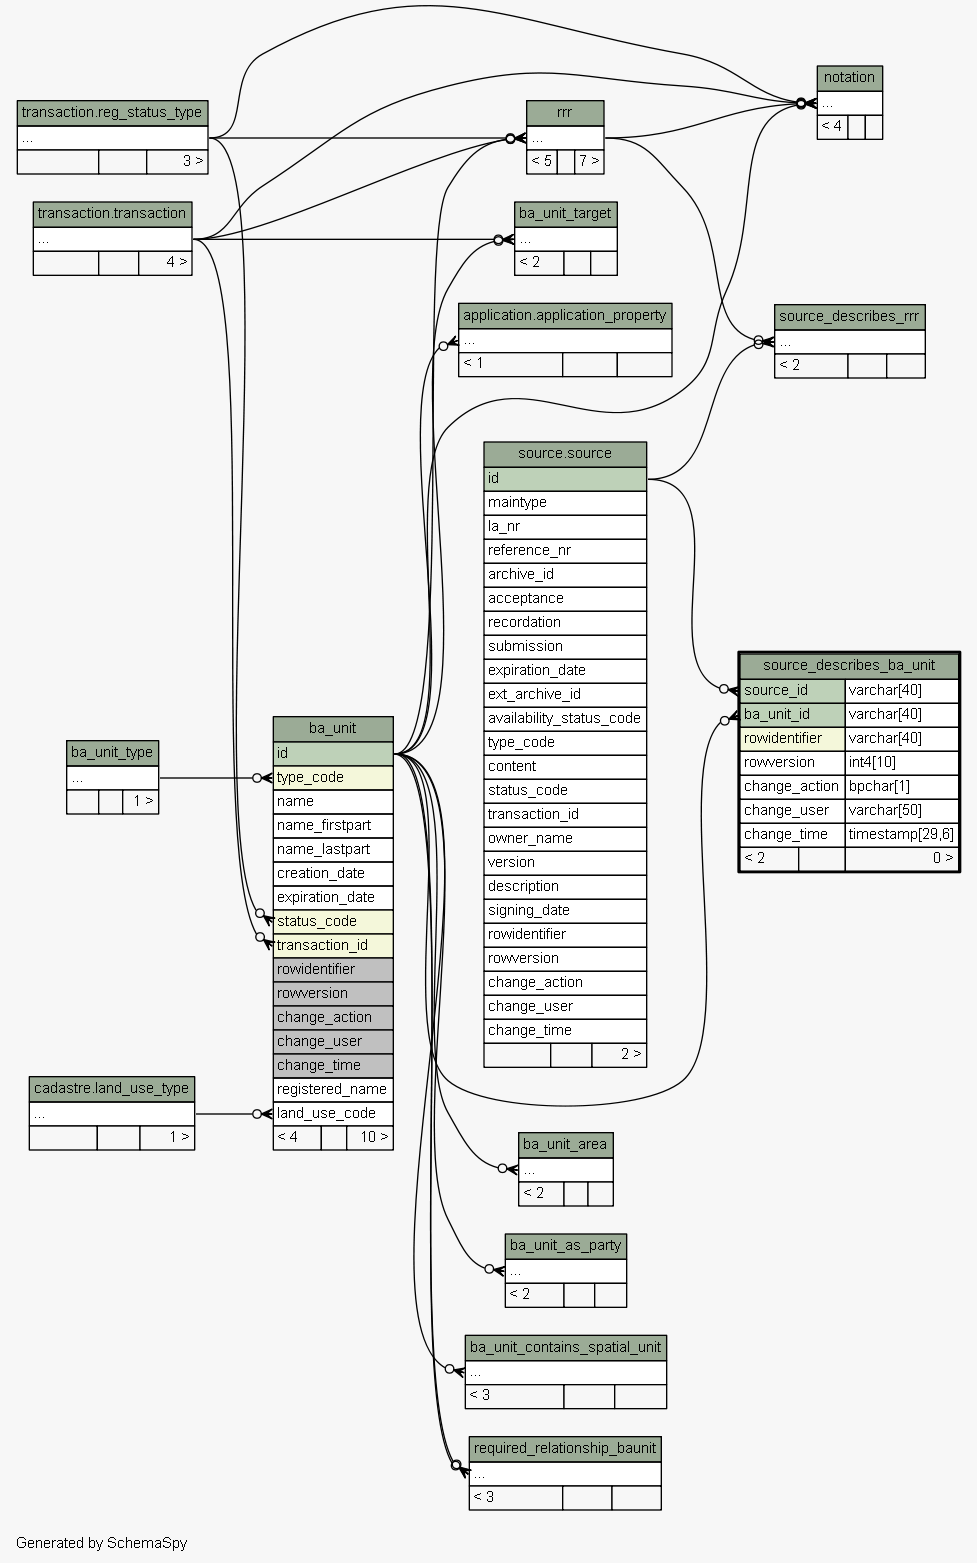 notation
...
< 4
transaction.reg_status_type
...
3 >
rrr
...
< 5 7 >
transaction.transaction
...
4 >
ba_unit_target
...
< 2
application.application_property
...
< 1
source_describes_rrr
...
< 2
source.source
id
maintype
la_nr
reference_nr
archive_id
acceptance
recordation
submission
expiration_date
ext_archive_id
availability_status_code
type_code
content
status_code
transaction_id
owner_name
version
description
signing_date
rowidentifier
rowversion
change_action
change_user
change_time
2 >
source_describes_ba_unit
source_id varchar[40]
ba_unit_id varchar[40]
rowidentifier varchar[40]
rowversion int4[10]
change_action bpchar[1]
change_user varchar[50]
change_time timestamp[29,6]
< 2 0 >
ba_unit_type
...
1 >
ba_unit
id
type_code
name
name_firstpart
name_lastpart
creation_date
expiration_date
status_code
transaction_id
rowidentifier
rowversion
change_action
change_user
change_time
registered_name
land_use_code
< 4 10 >
cadastre.land_use_type
...
1 >
ba_unit_area
...
< 2
ba_unit_as_party
...
< 2
ba_unit_contains_spatial_unit
...
< 3
required_relationship_baunit
...
< 3
Generated by SchemaSpy